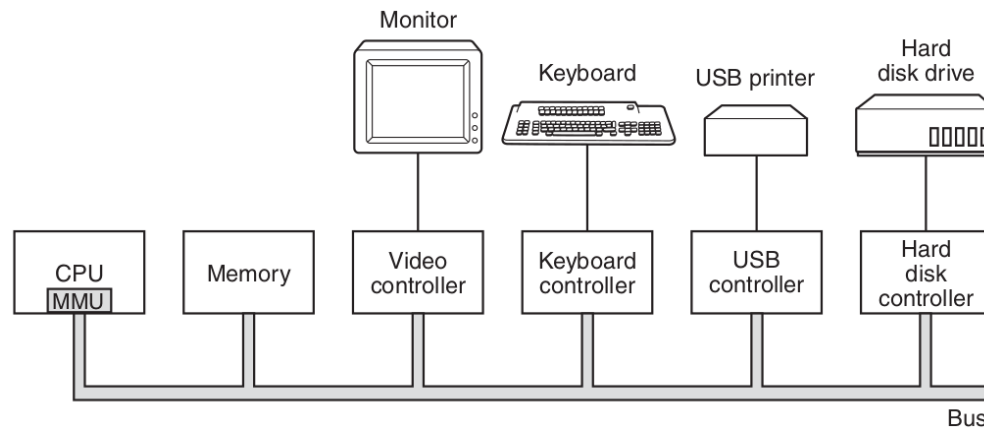 Monitor
Keyboard
USB printer
Hard
disk drive
CPU
MMU
Memory
Video
controller
Keyboard
controller
USB
controller
Hard
disk
controller
Bus